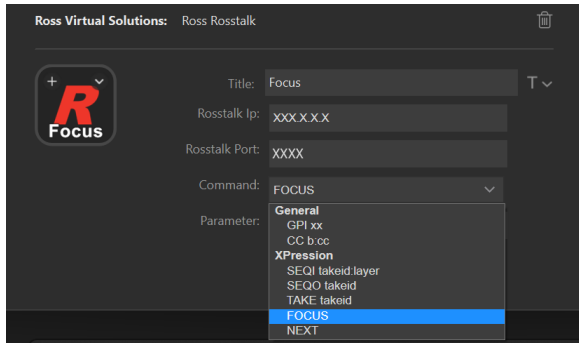 Ross Virtual Solutions: Ross Rosstalk
R
Focus
Title: Focus
T
Rosstalk Ip: XXX.X.X.X
Rosstalk Port: XXXX
Command: FOCUS
Parameter:
General
GPI xx
CC b:cc
XPression
SEQI takeid:layer
SEQO takeid
TAKE takeid
FOCUS
NEXT